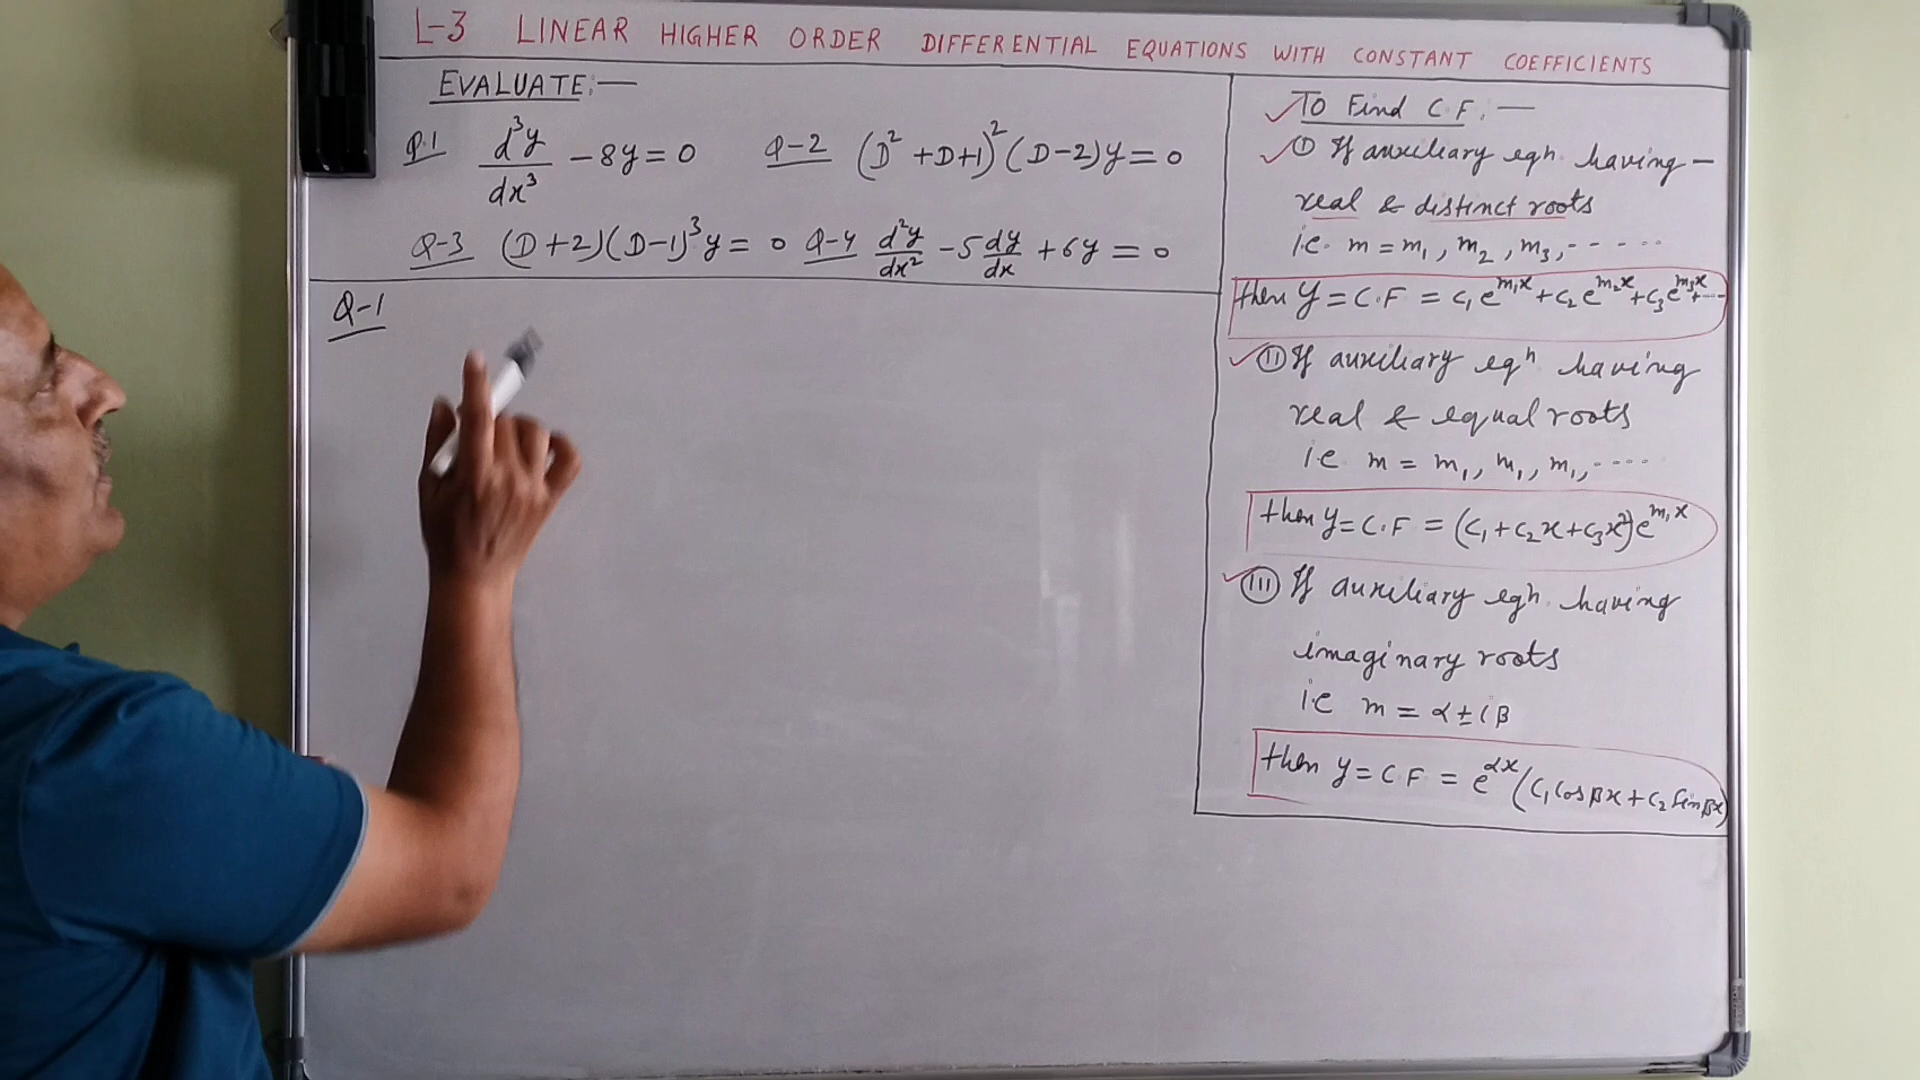 L-3 LINEAR HIGHER ORDER DIFFERENTIAL EQUATIONS WITH CONSTANT COEFFICIENTS
EVALUATE:—
Q.1 d³y/dx³ − 8y = 0 Q-2 (D² + D+1)² (D−2)y = 0
Q-3 (D+2)(D−1)³y = 0 Q-4 d²y/dx² − 5 dy/dx + 6y = 0
Q-1
✓ To Find C.F. :—
✓ (I) If auxiliary eqn. having –
real & distinct roots
i.e. m = m₁, m₂, m₃, ------
then y = C.F = c₁e^{m₁x} + c₂e^{m₂x} + c₃e^{m₃x} + ---
✓ (II) If auxiliary eqⁿ having
real & equal roots
i.e m = m₁, m₁, m₁, ----
then y = C.F = (c₁ + c₂x + c₃x²)e^{m₁x}
✓ (III) If auxiliary eqn. having
imaginary roots
i.e m = α ± iβ
then y = C F = e^{αx} (c₁ Cos βx + c₂ Sin βx)